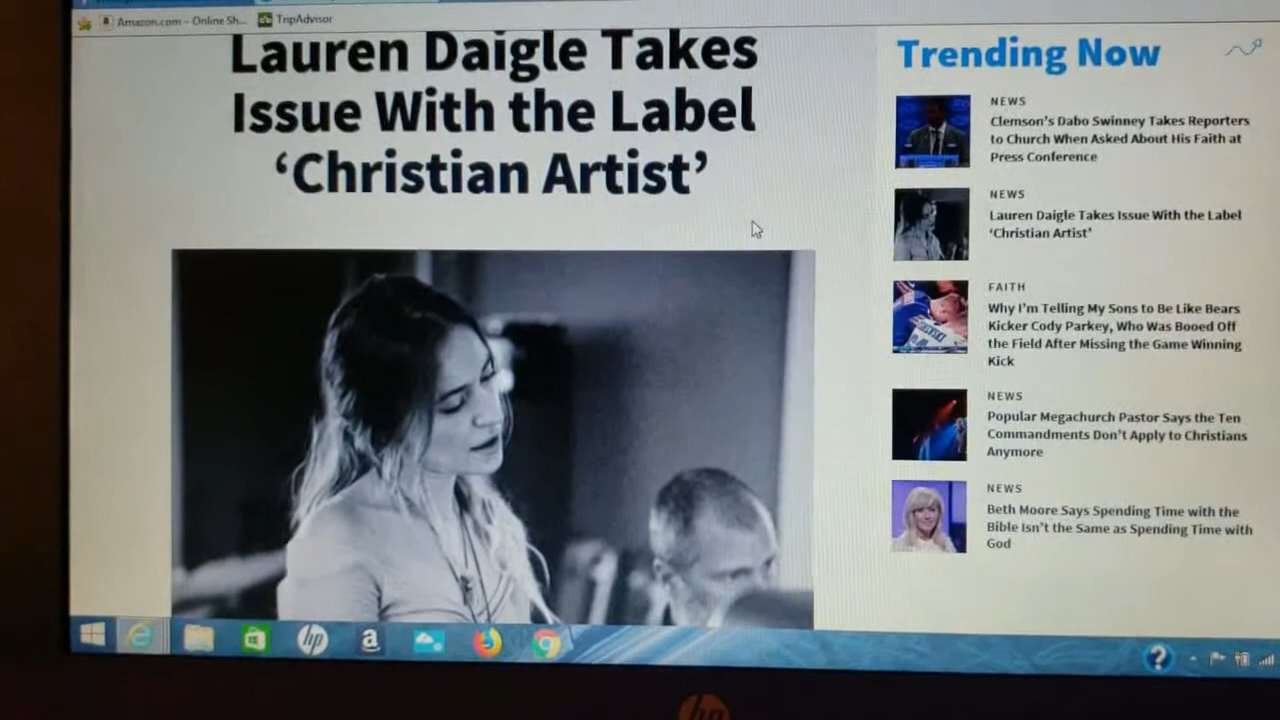 Amazon.com – Online Sh...
TripAdvisor
Lauren Daigle Takes
Issue With the Label
‘Christian Artist’
Trending Now
NEWS
Clemson’s Dabo Swinney Takes Reporters
to Church When Asked About His Faith at
Press Conference
NEWS
Lauren Daigle Takes Issue With the Label
‘Christian Artist’
FAITH
Why I’m Telling My Sons to Be Like Bears
Kicker Cody Parkey, Who Was Booed Off
the Field After Missing the Game Winning
Kick
NEWS
Popular Megachurch Pastor Says the Ten
Commandments Don’t Apply to Christians
Anymore
NEWS
Beth Moore Says Spending Time with the
Bible Isn’t the Same as Spending Time with
God
hp
a
?
hp